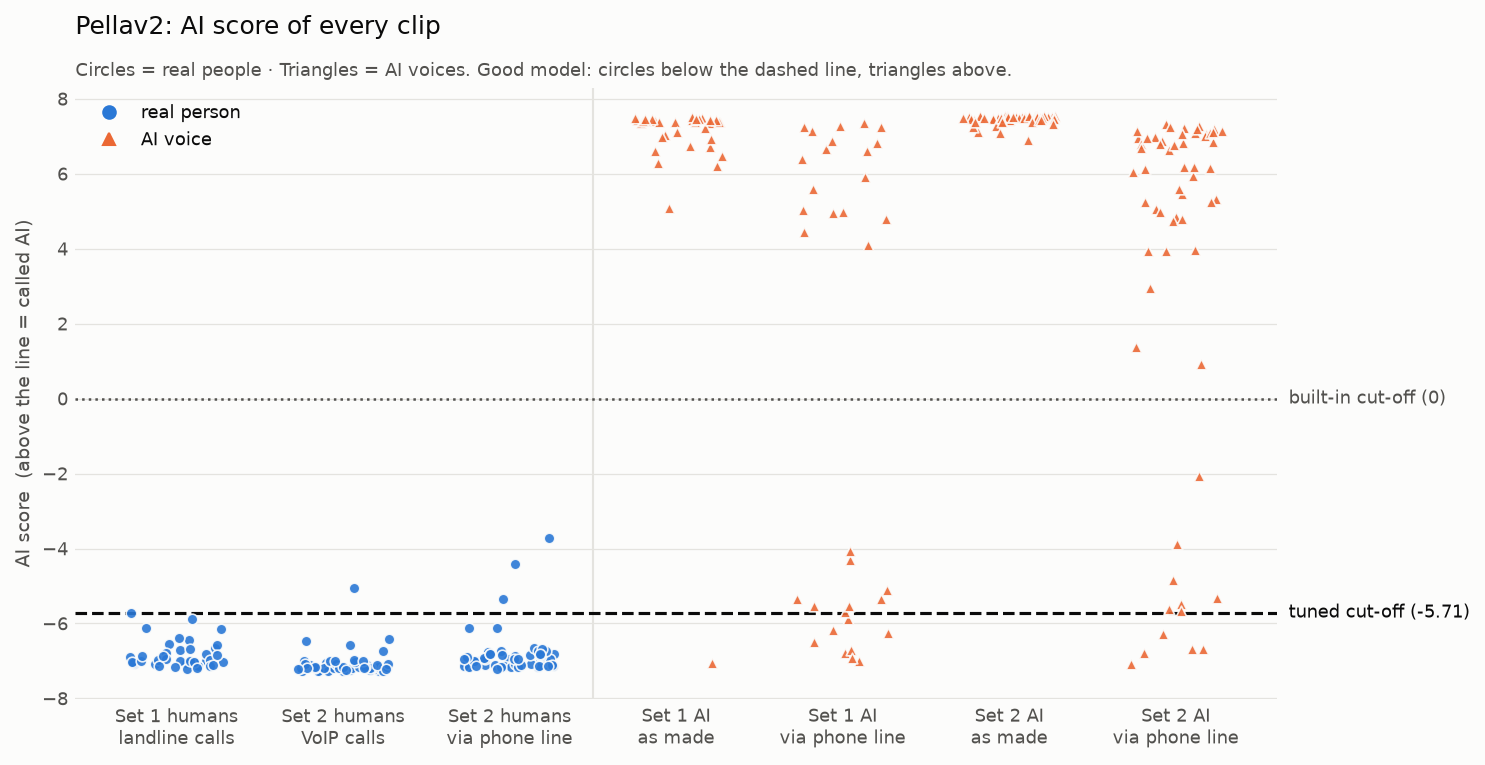 Pellav2: AI score of every clip
Circles = real people · Triangles = AI voices. Good model: circles below the dashed line, triangles above.
real person
AI voice
AI score (above the line = called AI)
8
6
4
2
0
−2
−4
−6
−8
built-in cut-off (0)
tuned cut-off (-5.71)
Set 1 humans
landline calls
Set 2 humans
VoIP calls
Set 2 humans
via phone line
Set 1 AI
as made
Set 1 AI
via phone line
Set 2 AI
as made
Set 2 AI
via phone line